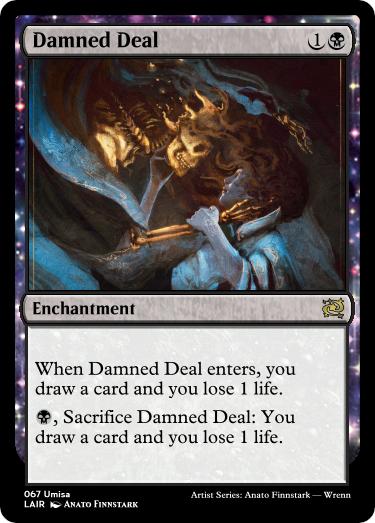 Damned Deal 1
Enchantment
When Damned Deal enters, you
draw a card and you lose 1 life.
, Sacrifice Damned Deal: You
draw a card and you lose 1 life.
067 Umisa
LAIR Anato Finnstark
Artist Series: Anato Finnstark — Wrenn